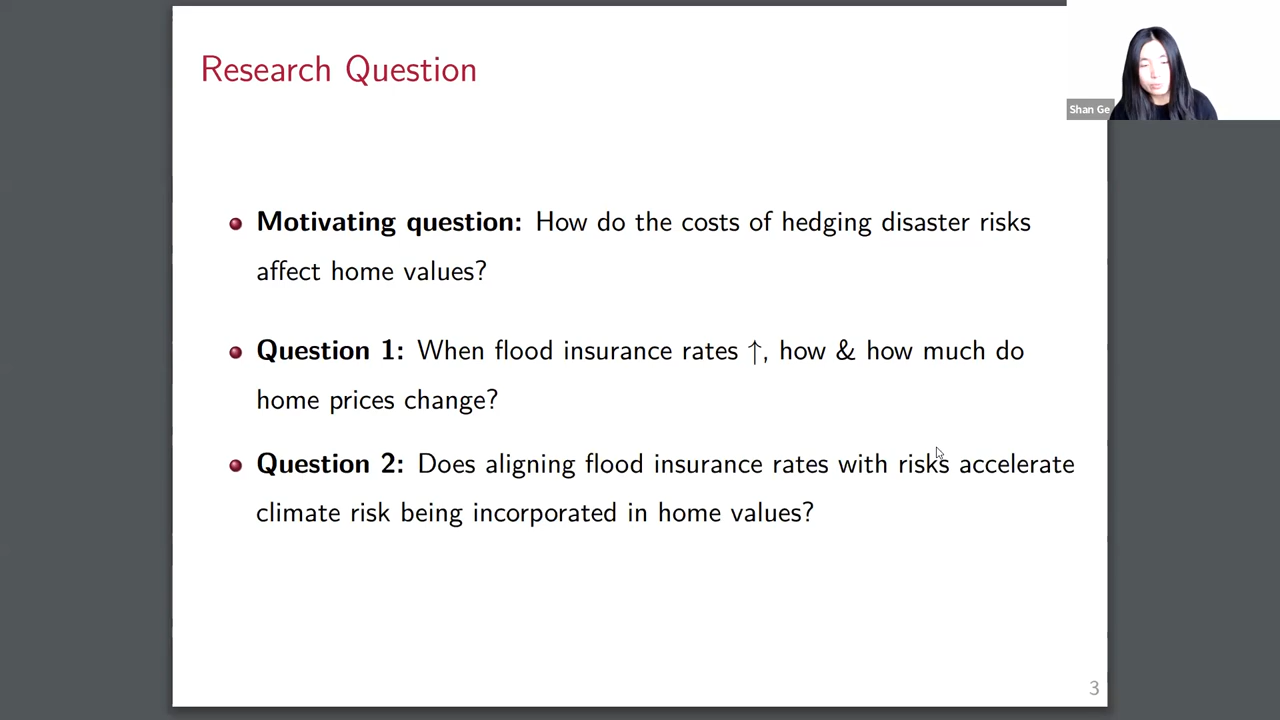 Research Question
Shan Ge
Motivating question: How do the costs of hedging disaster risks
affect home values?
Question 1: When flood insurance rates ↑, how & how much do
home prices change?
Question 2: Does aligning flood insurance rates with risks accelerate
climate risk being incorporated in home values?
3